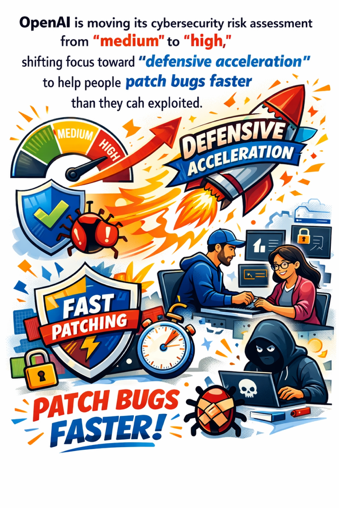 OpenAI is moving its cybersecurity risk assessment
from “medium” to “high,”
shifting focus toward “defensive acceleration”
to help people patch bugs faster
than they cah exploited.
MEDIUM
HIGH
DEFENSIVE
ACCELERATION
FAST
PATCHING
PATCH BUGS
FASTER!